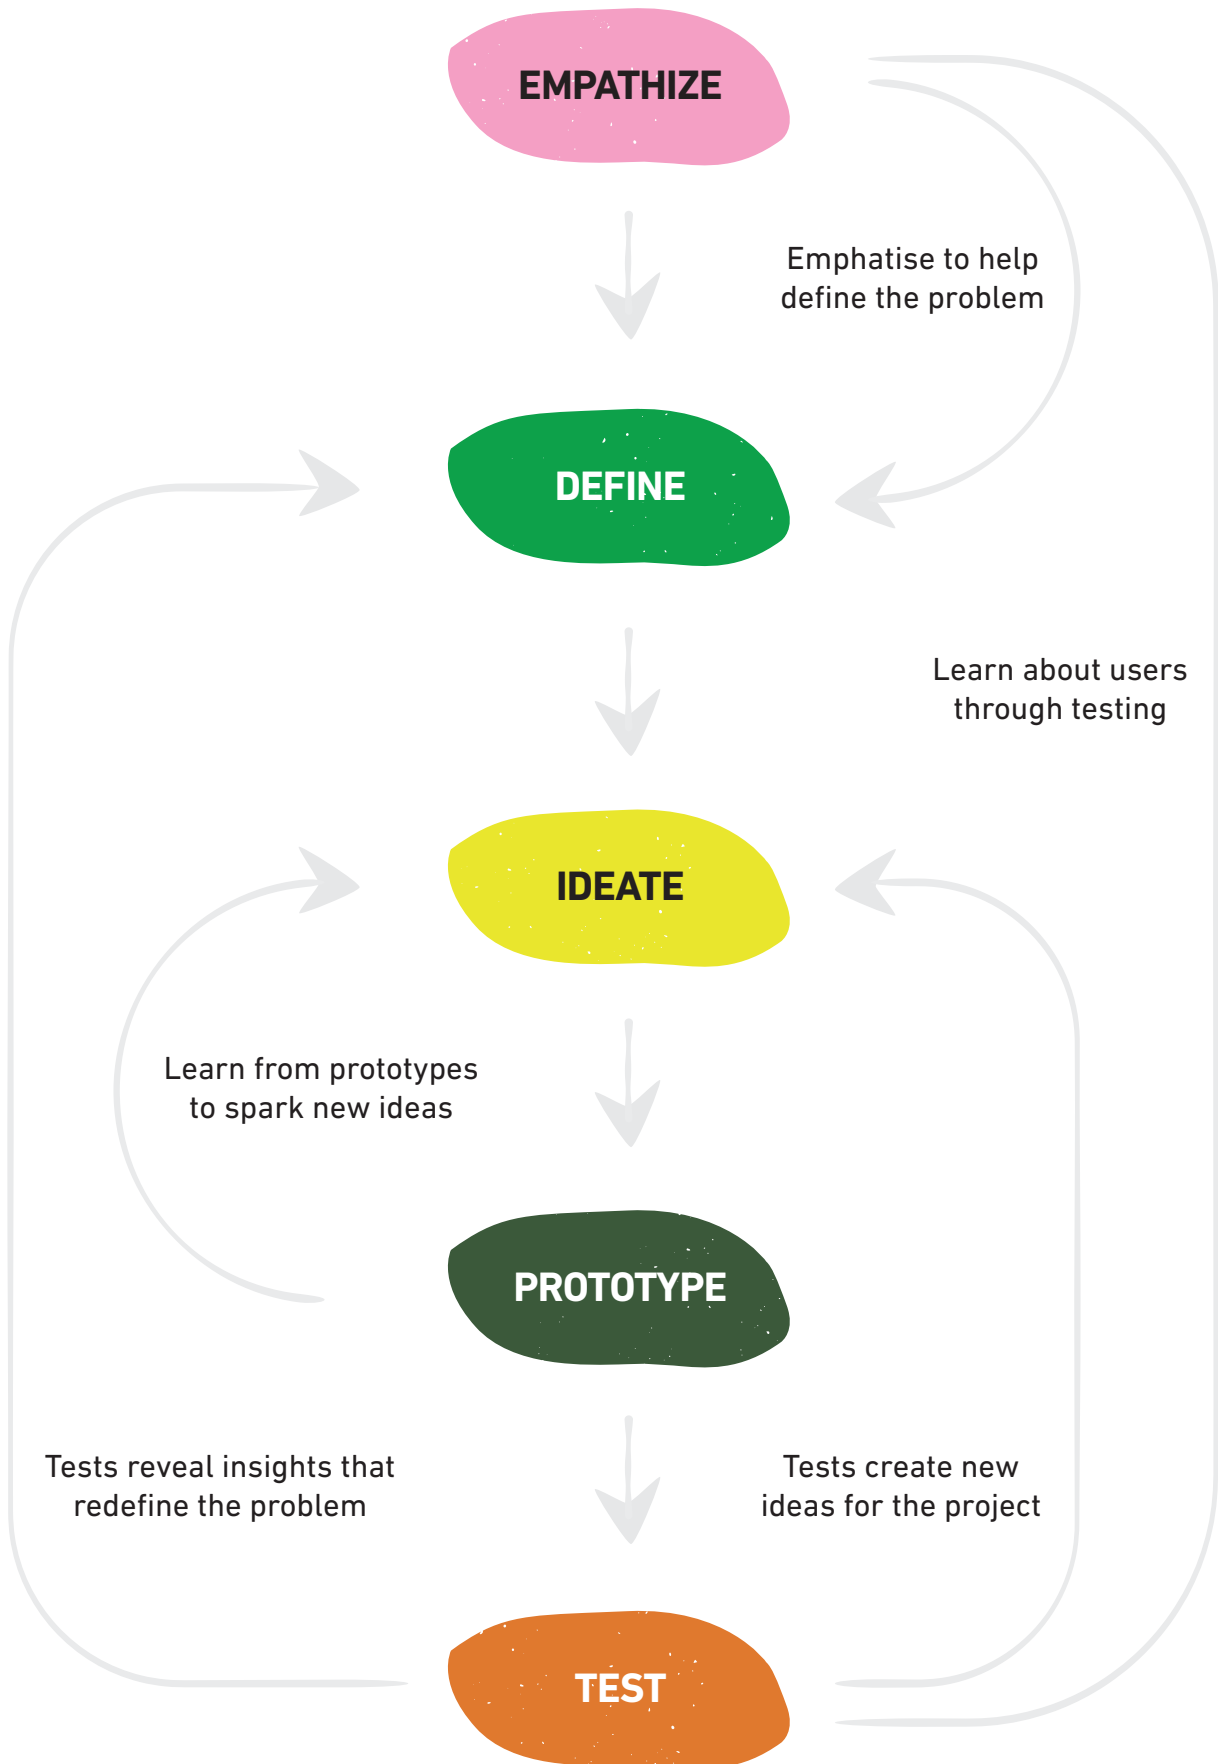 EMPATHIZE
Emphatise to help
define the problem
DEFINE
Learn about users
through testing
IDEATE
Learn from prototypes
to spark new ideas
PROTOTYPE
Tests reveal insights that
redefine the problem
Tests create new
ideas for the project
TEST